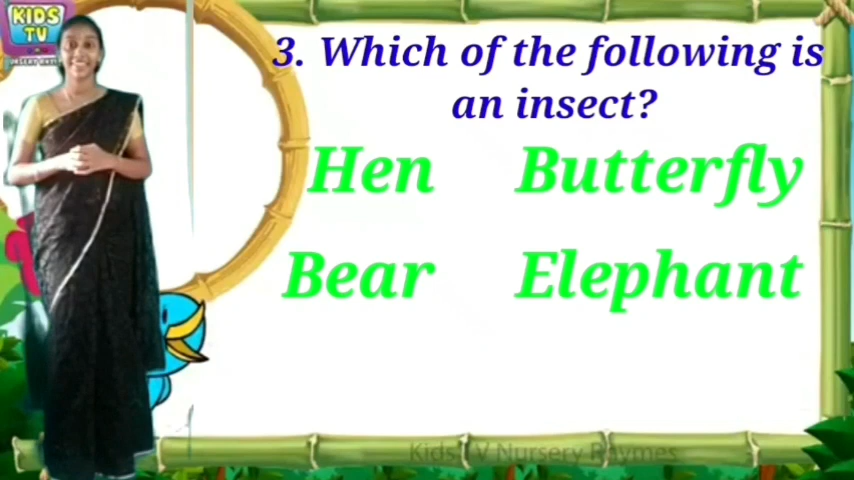 KIDS
TV
3. Which of the following is
an insect?
Hen Butterfly
Bear Elephant
Kids TV Nursery Rhymes